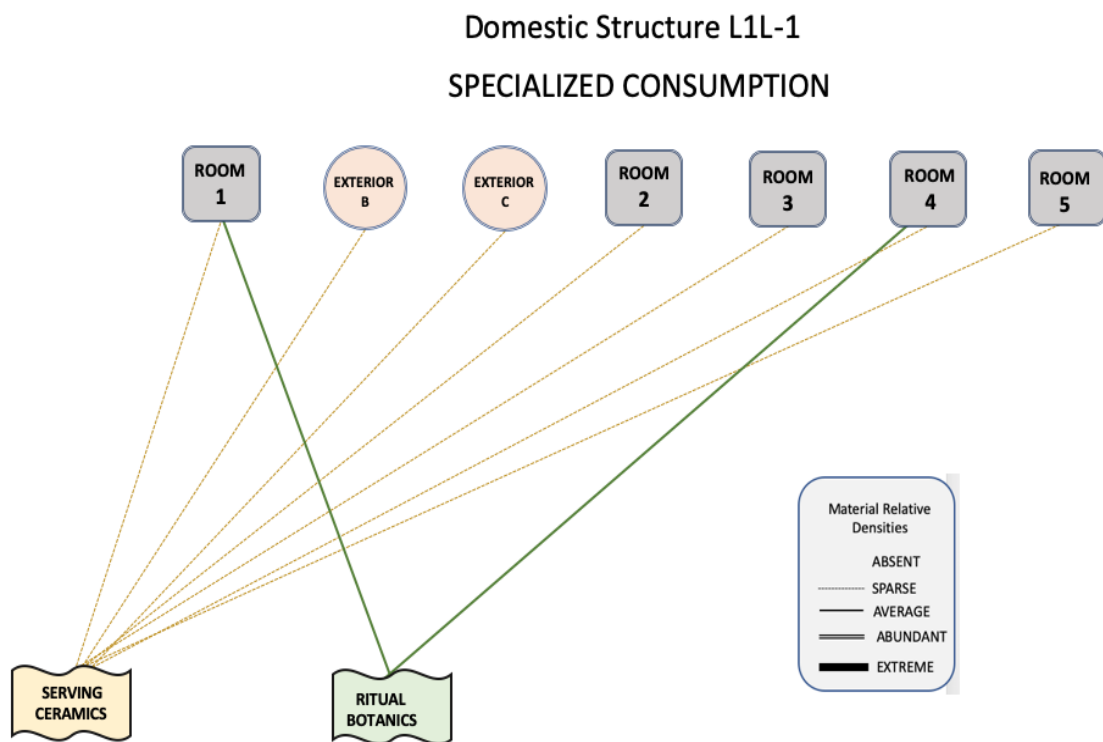 Domestic Structure L1L-1
SPECIALIZED CONSUMPTION
ROOM
1
EXTERIOR
B
EXTERIOR
C
ROOM
2
ROOM
3
ROOM
4
ROOM
5
Material Relative
Densities
ABSENT
SPARSE
AVERAGE
ABUNDANT
EXTREME
SERVING
CERAMICS
RITUAL
BOTANICS